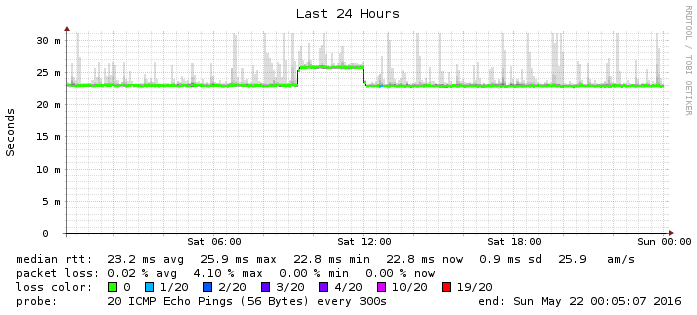 Last 24 Hours
RRDTOOL / TOBI OETIKER
Seconds
30 m
25 m
20 m
15 m
10 m
5 m
0
Sat 06:00 Sat 12:00 Sat 18:00 Sun 00:00
median rtt: 23.2 ms avg 25.9 ms max 22.8 ms min 22.8 ms now 0.9 ms sd 25.9 am/s
packet loss: 0.02 % avg 4.10 % max 0.00 % min 0.00 % now
loss color: 0 1/20 2/20 3/20 4/20 10/20 19/20
probe: 20 ICMP Echo Pings (56 Bytes) every 300s end: Sun May 22 00:05:07 2016